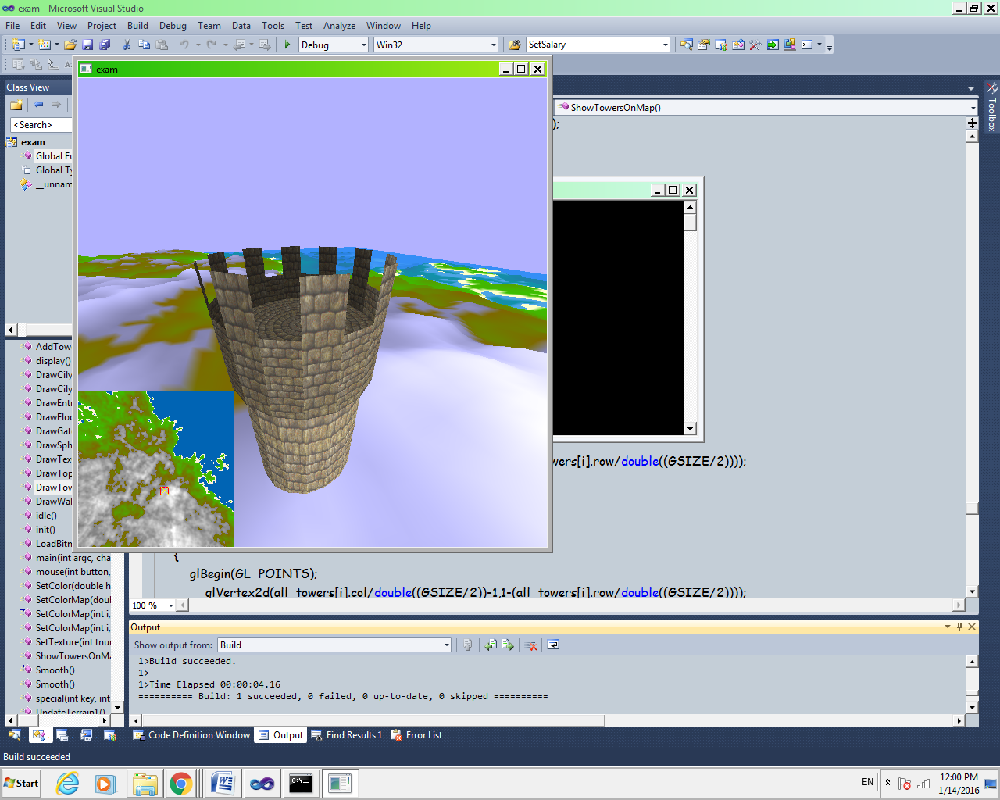 exam - Microsoft Visual Studio
File Edit View Project Build Debug Team Data Tools Test Analyze Window Help
Debug Win32 SetSalary
exam
Class View
ShowTowersOnMap()
Toolbox
);
<Search>
exam
Global Fu
Global Ty
__unnam
AddTow
display()
DrawCily
DrawCily
DrawEntr
DrawFloo
DrawGat
DrawSph
DrawTex
DrawTop
DrawTow
DrawWal
idle()
init()
LoadBitn
main(int argc, cha
mouse(int button,
SetColor(double h
SetColorMap(doul
SetColorMap(int i,
SetColorMap(int i,
SetTexture(int tnur
ShowTowersOnMa
Smooth()
Smooth()
special(int key, int
UpdateTerrain1()
wers[i].row/double((GSIZE/2))));
{
glBegin(GL_POINTS);
glVertex2d(all_towers[i].col/double((GSIZE/2))-1,1-(all_towers[i].row/double((GSIZE/2))));
100 %
Output
Show output from: Build
1>Build succeeded.
1>
1>Time Elapsed 00:00:04.16
========== Build: 1 succeeded, 0 failed, 0 up-to-date, 0 skipped ==========
Code Definition Window Output Find Results 1 Error List
Build succeeded
Start
C:\
EN
12:00 PM
1/14/2016